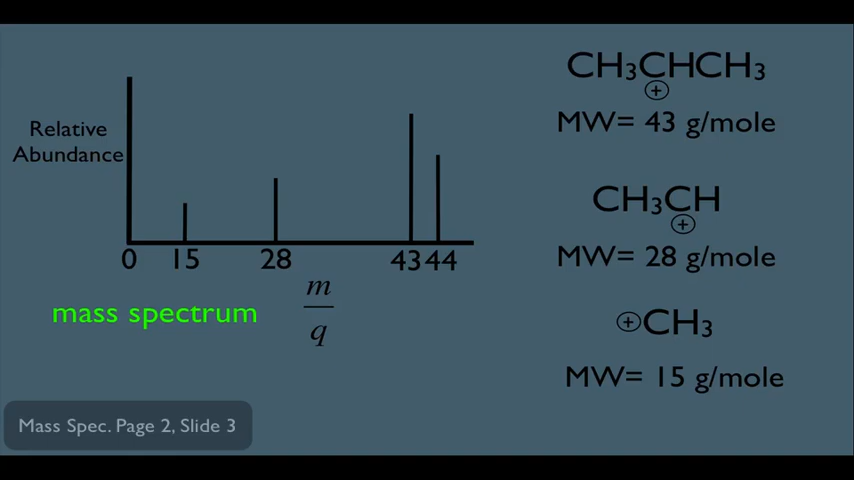 Relative
Abundance
0 15 28 43 44
mass spectrum
m
q
CH₃CHCH₃
+
MW= 43 g/mole
CH₃CH
+
MW= 28 g/mole
+CH₃
MW= 15 g/mole
Mass Spec. Page 2, Slide 3